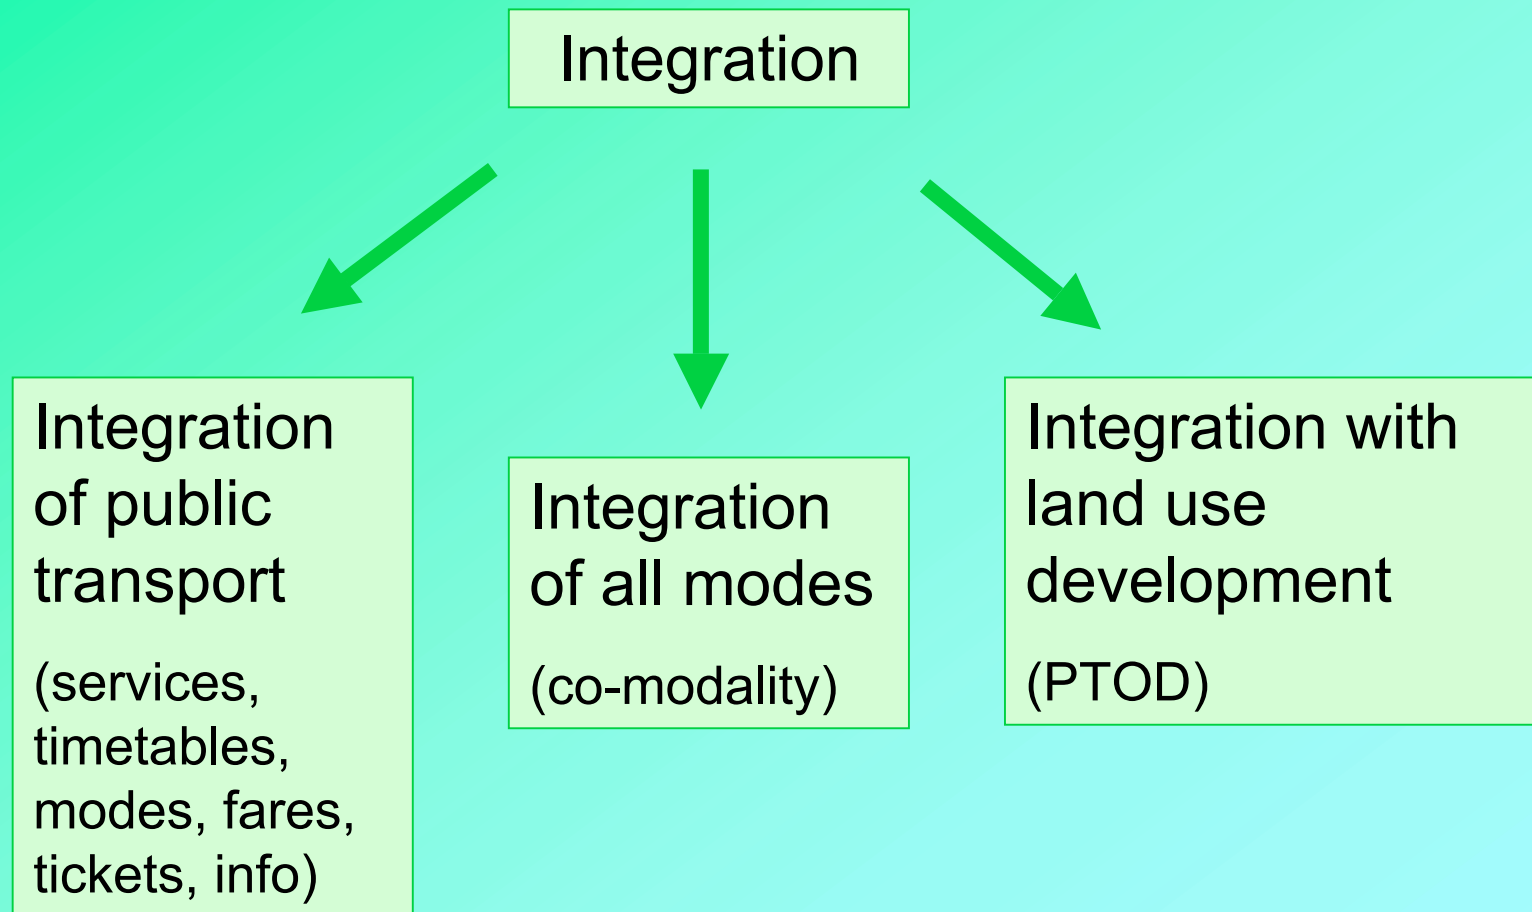 Integration
Integration
of public
transport
(services,
timetables,
modes, fares,
tickets, info)
Integration
of all modes
(co-modality)
Integration with
land use
development
(PTOD)